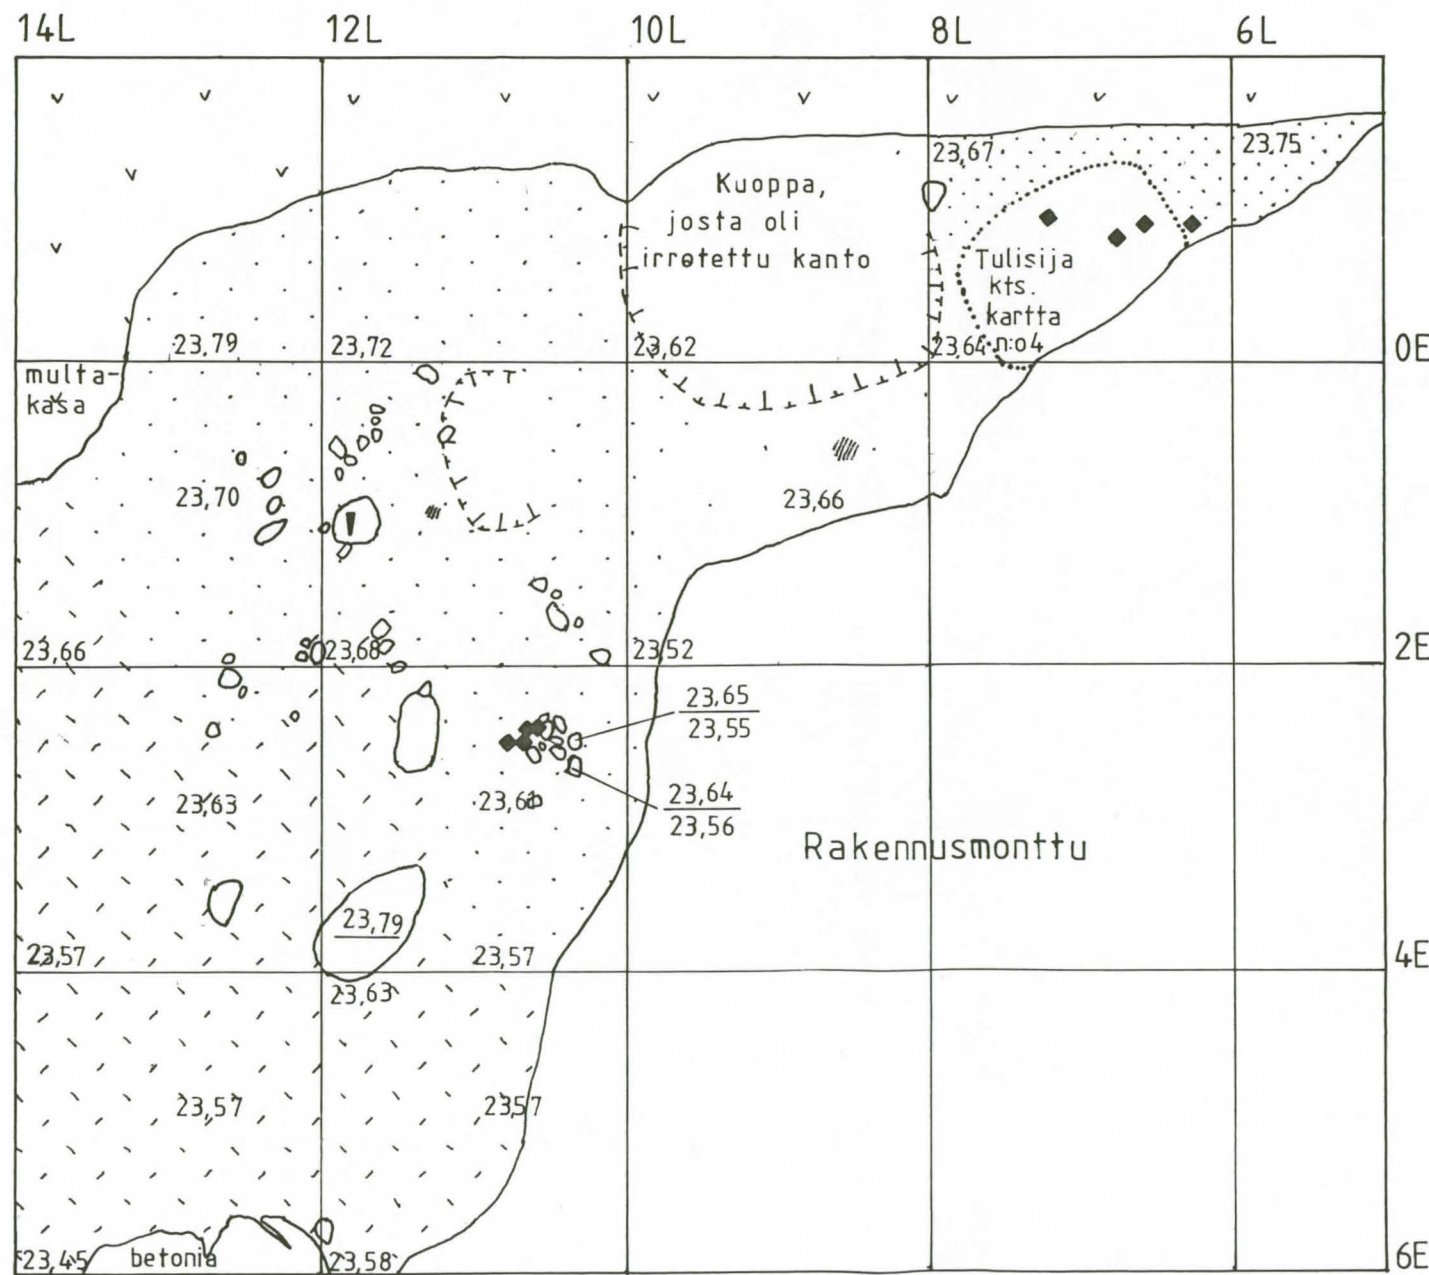 14L 12L 10L 8L 6L
23,67 23,75
Kuoppa,
josta oli
irrotettu kanto
Tulisija
kts.
kartta
n:o4
23,79 23,72 23,62 23,64
0E
multa-
kasa
23,70 23,66
23,66 23,68 23,52
2E
23,65
23,55
23,63 23,61
23,64
23,56
Rakennusmonttu
23,79
23,57 23,57
4E
23,63
23,57 23,57
23,45 betonia 23,58
6E